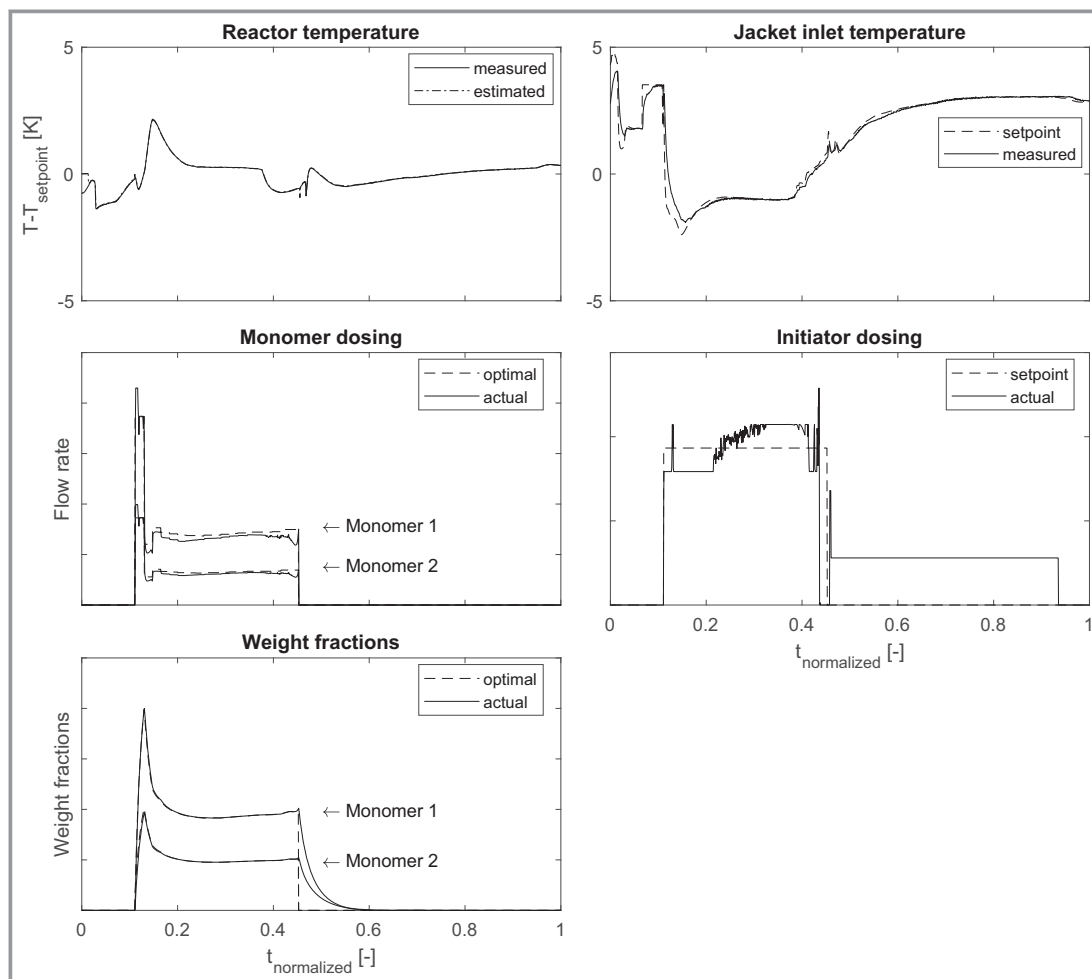 Reactor temperature
5
0
-5
T-Tsetpoint [K]
measured
estimated
Jacket inlet temperature
5
0
-5
setpoint
measured
Monomer dosing
Flow rate
optimal
actual
← Monomer 1
← Monomer 2
Initiator dosing
setpoint
actual
0 0.2 0.4 0.6 0.8 1
tnormalized [-]
Weight fractions
Weight fractions
optimal
actual
← Monomer 1
← Monomer 2
0 0.2 0.4 0.6 0.8 1
tnormalized [-]